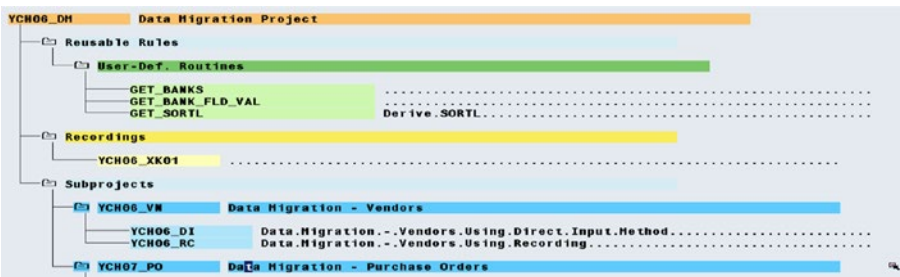 YCH06_DM Data Migration Project
Reusable Rules
User-Def. Routines
GET_BANKS ................................................................
GET_BANK_FLD_VAL ................................................................
GET_SORTL Derive.SORTL....................................................
Recordings
YCH06_XK01 ................................................................................
Subprojects
YCH06_VN Data Migration - Vendors
YCH06_DI Data.Migration.-.Vendors.Using.Direct.Input.Method..........................
YCH06_RC Data.Migration.-.Vendors.Using.Recording....................................
YCH07_PO Data Migration - Purchase Orders